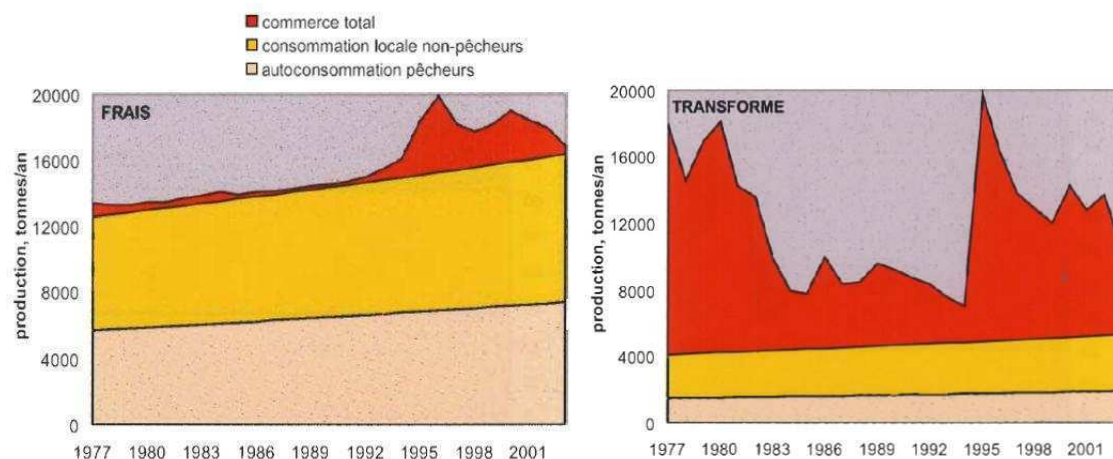 commerce total
consommation locale non-pêcheurs
autoconsommation pêcheurs
FRAIS
production, tonnes/an
20000
16000
12000
8000
4000
0
1977 1980 1983 1986 1989 1992 1995 1998 2001
TRANSFORME
production, tonnes/an
20000
16000
12000
8000
4000
0
1977 1980 1983 1986 1989 1992 1995 1998 2001